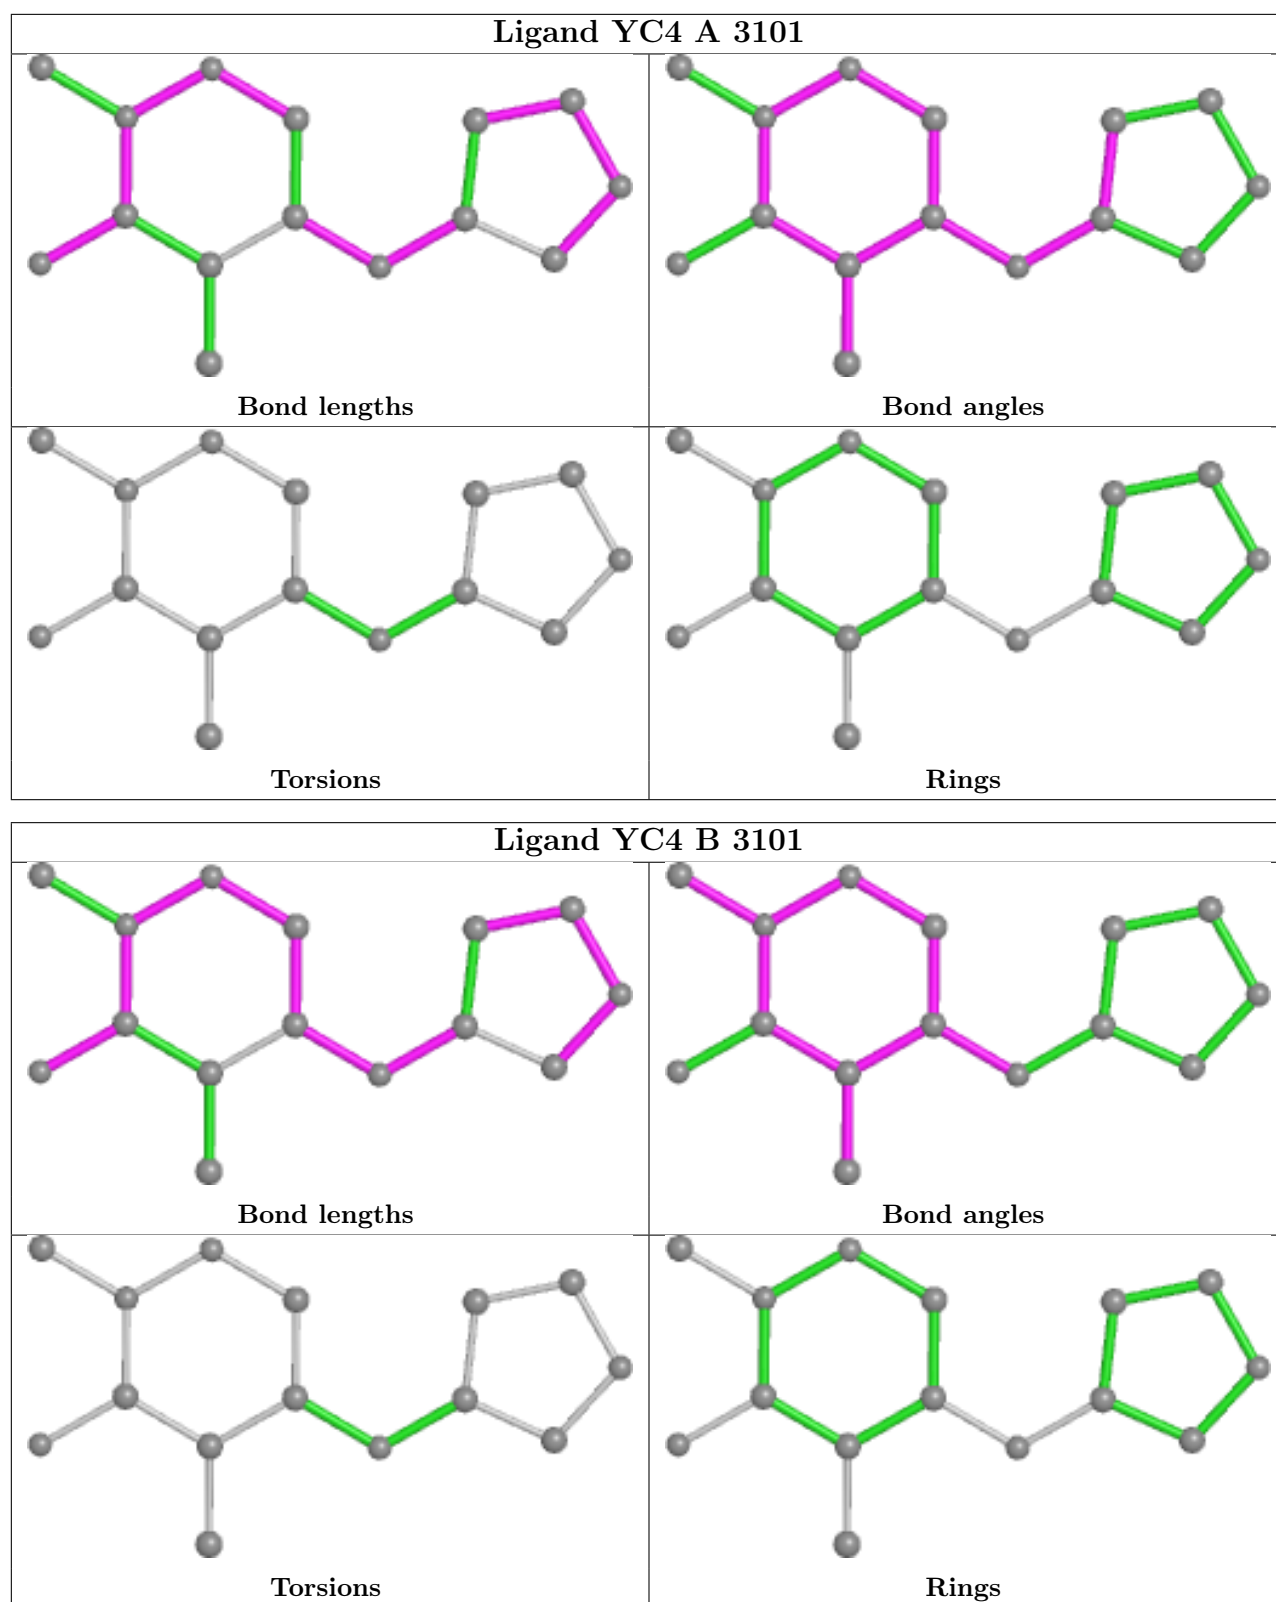 Ligand YC4 A 3101
Bond lengths
Bond angles
Torsions
Rings
Ligand YC4 B 3101
Bond lengths
Bond angles
Torsions
Rings